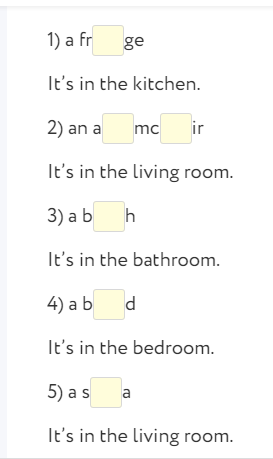 1) a fr ge
It's in the kitchen.
2) an a mc ir
It's in the living room.
3) a b h
It's in the bathroom.
4) a b d
It's in the bedroom.
5) a s a
It's in the living room.